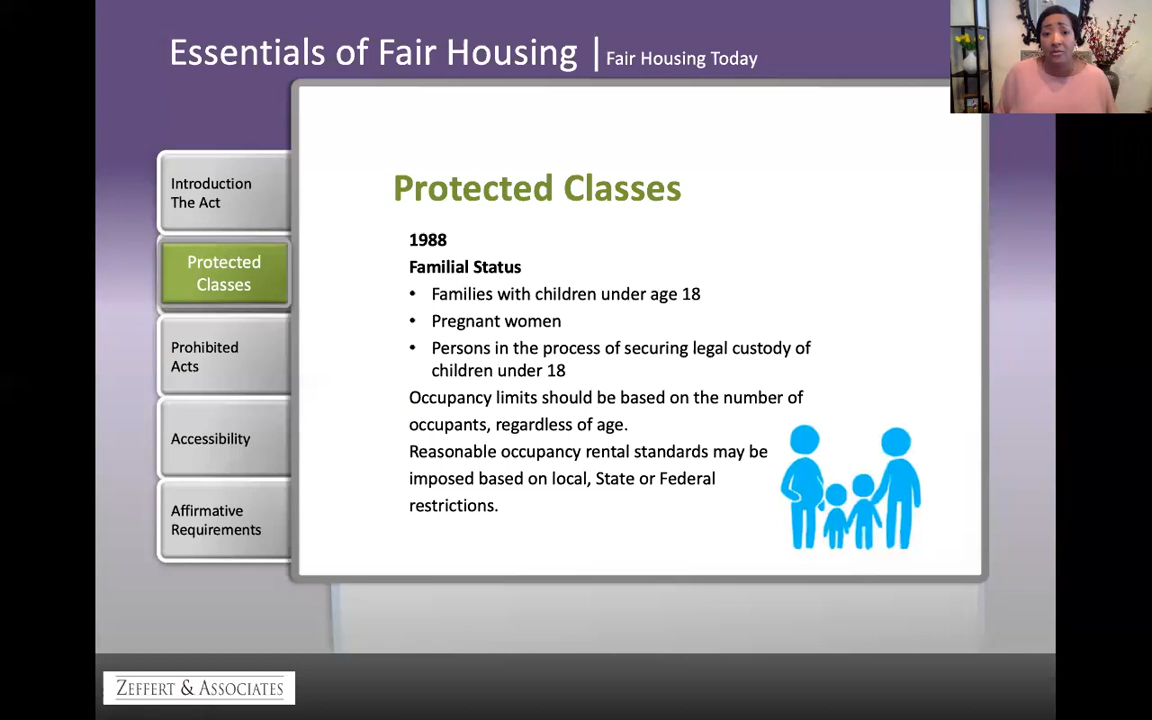 Essentials of Fair Housing | Fair Housing Today
Introduction
The Act
Protected
Classes
Prohibited
Acts
Accessibility
Affirmative
Requirements
Protected Classes
1988
Familial Status
• Families with children under age 18
• Pregnant women
• Persons in the process of securing legal custody of
children under 18
Occupancy limits should be based on the number of
occupants, regardless of age.
Reasonable occupancy rental standards may be
imposed based on local, State or Federal
restrictions.
ZEFFERT & ASSOCIATES